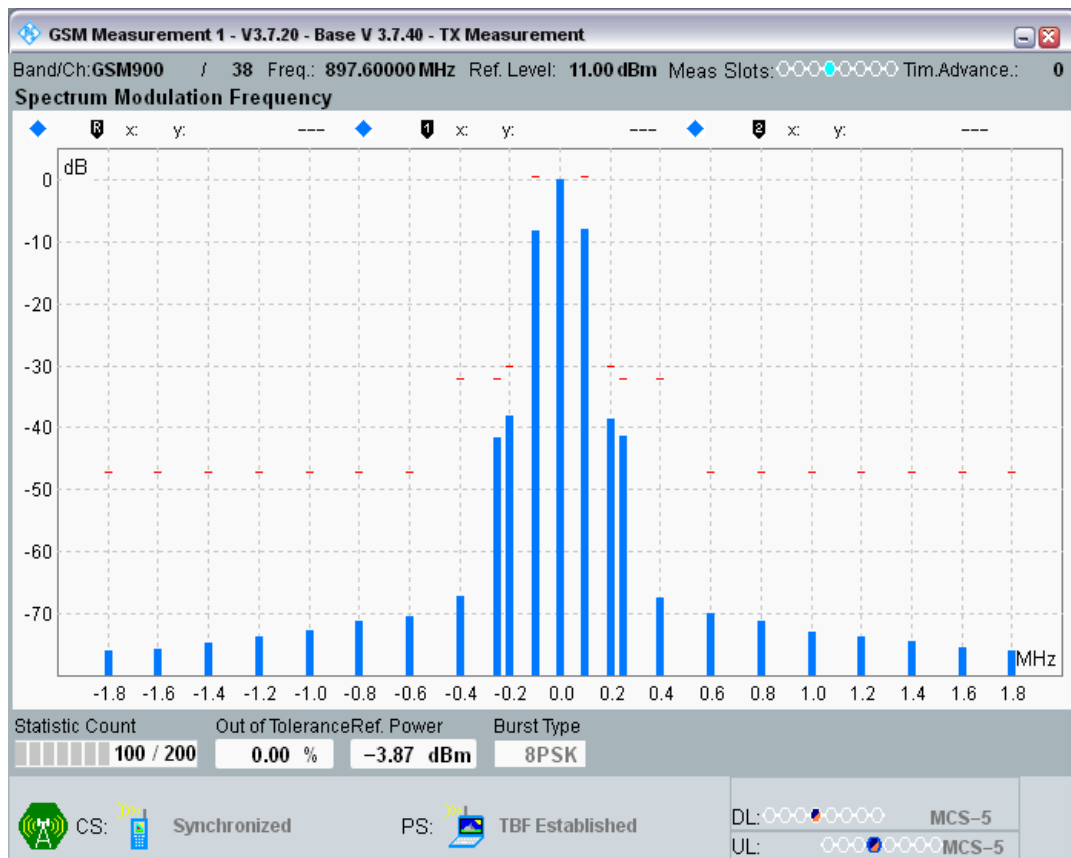 GSM Measurement 1 - V3.7.20 - Base V 3.7.40 - TX Measurement
Band/Ch:GSM900 / 38 Freq.: 897.60000 MHz Ref. Level: 11.00 dBm Meas Slots: Tim.Advance.: 0
Spectrum Modulation Frequency
R x: y: --- 1 x: y: --- 2 x: y: ---
dB
0
-10
-20
-30
-40
-50
-60
-70
MHz
-1.8 -1.6 -1.4 -1.2 -1.0 -0.8 -0.6 -0.4 -0.2 0.0 0.2 0.4 0.6 0.8 1.0 1.2 1.4 1.6 1.8
Statistic Count Out of Tolerance Ref. Power Burst Type
100 / 200 0.00 % −3.87 dBm 8PSK
CS: Synchronized PS: TBF Established
DL: MCS−5
UL: MCS−5